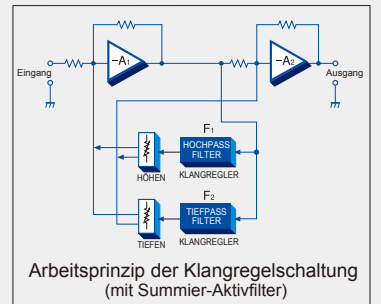 −A1
−A2
Eingang
Ausgang
F1
HOCHPASS
FILTER
HÖHEN
KLANGREGLER
F2
TIEFPASS
FILTER
TIEFEN
KLANGREGLER
Arbeitsprinzip der Klangregelschaltung
(mit Summier-Aktivfilter)